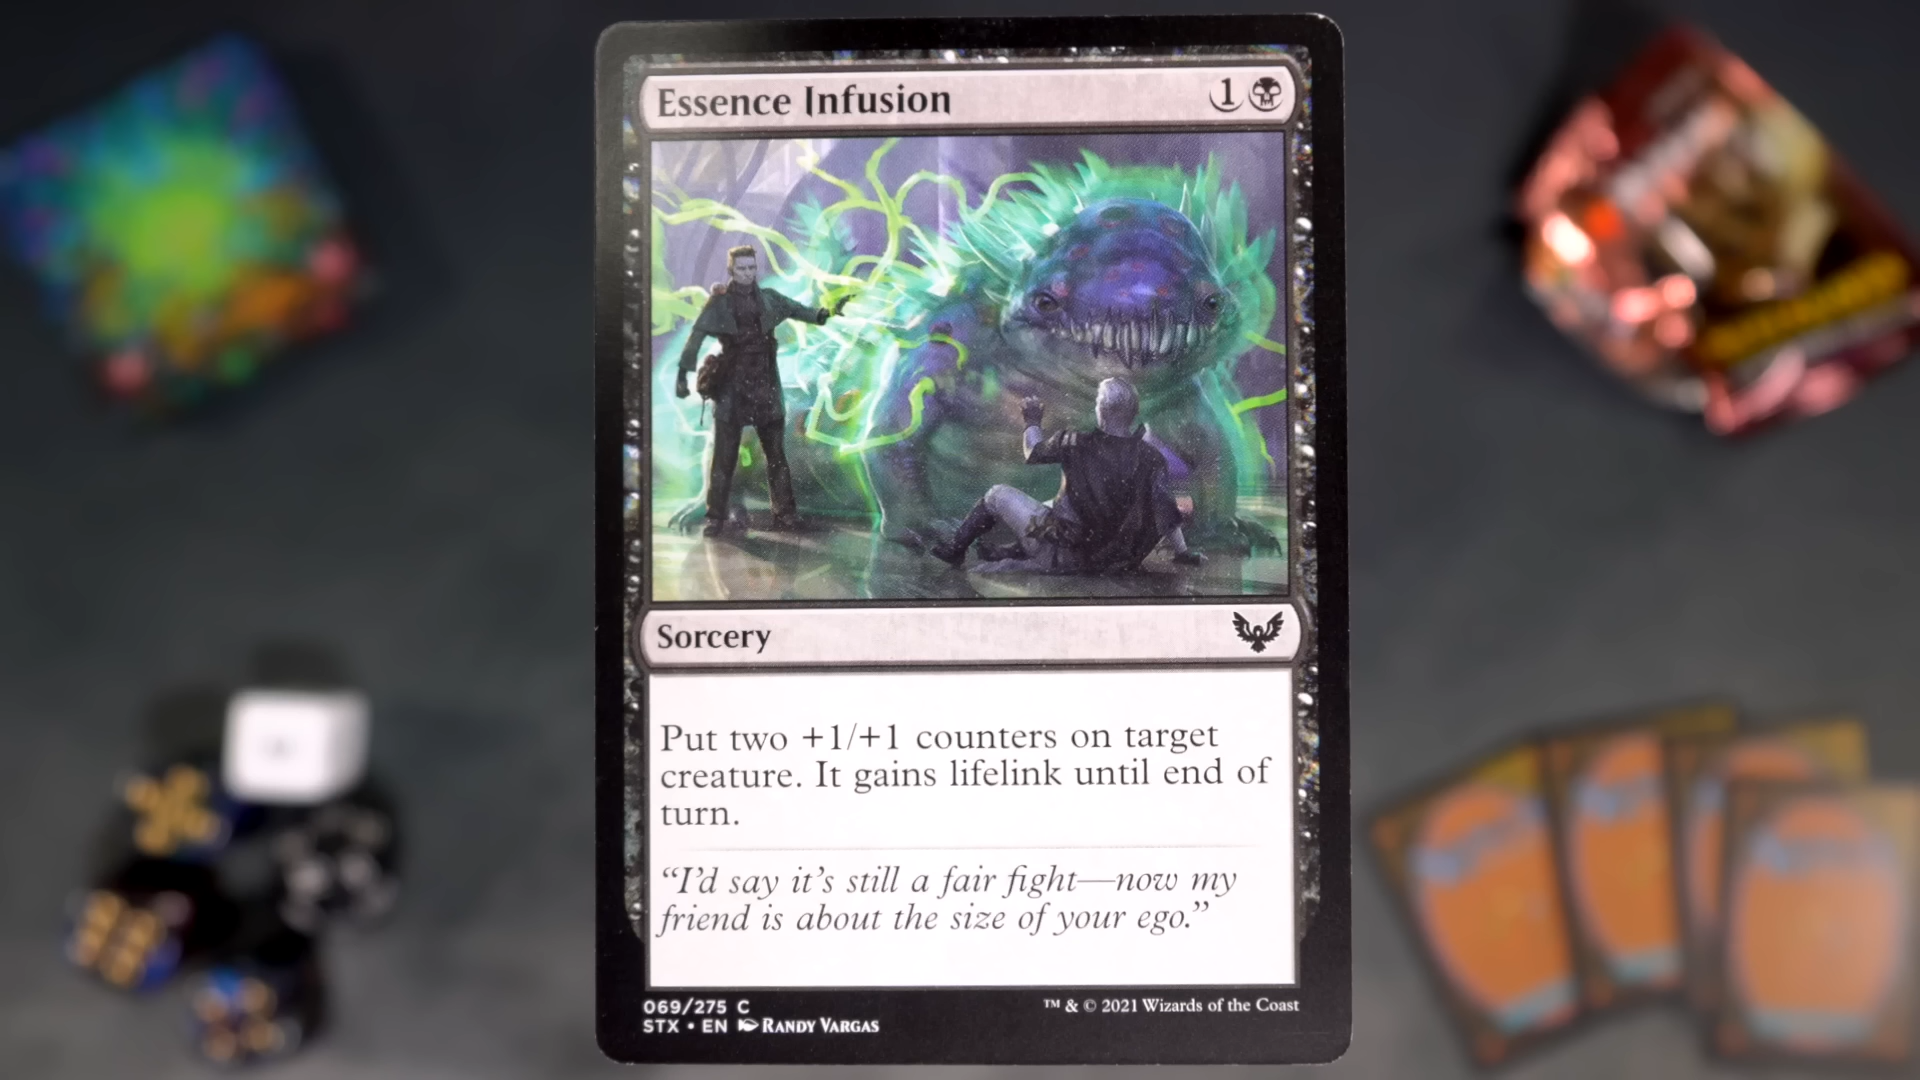 Essence Infusion 1
Sorcery
Put two +1/+1 counters on target
creature. It gains lifelink until end of
turn.
“I’d say it’s still a fair fight—now my
friend is about the size of your ego.”
069/275 C
™ & © 2021 Wizards of the Coast
STX • EN Randy Vargas